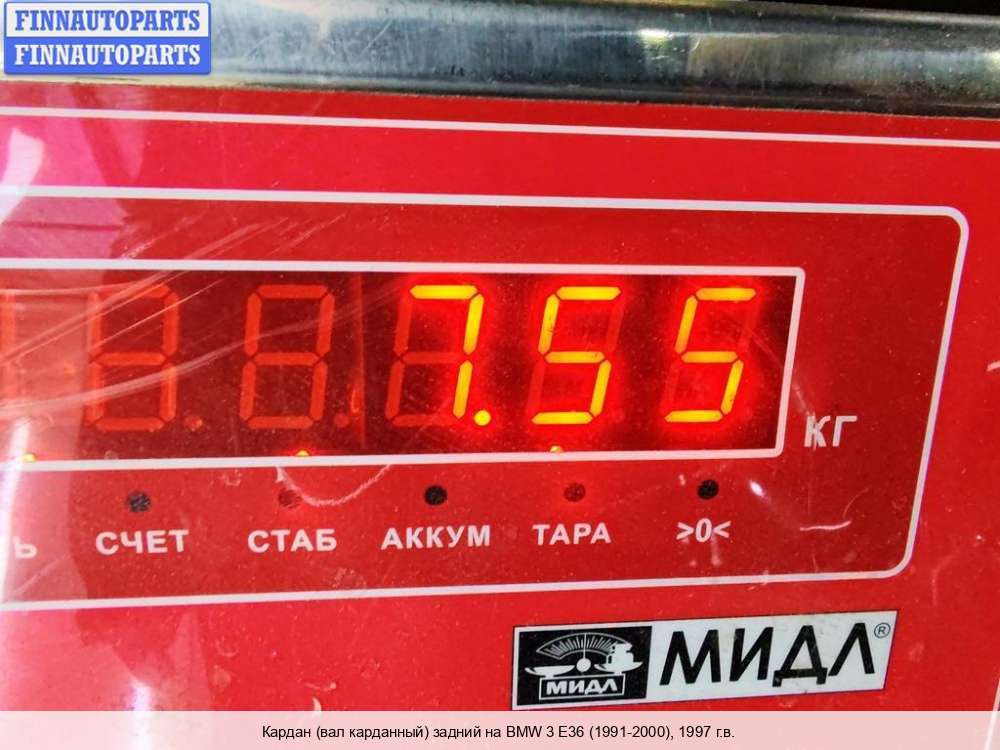 FINNAUTOPARTS
FINNAUTOPARTS
7.55
КГ
Ь СЧЕТ СТАБ АККУМ ТАРА >0<
МИДЛ МИДЛ®
Кардан (вал карданный) задний на BMW 3 E36 (1991-2000), 1997 г.в.